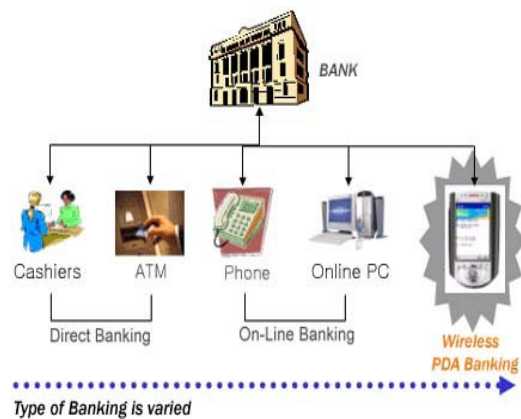 BANK
Cashiers
ATM
Phone
Online PC
Direct Banking
On-Line Banking
Wireless
PDA Banking
Type of Banking is varied